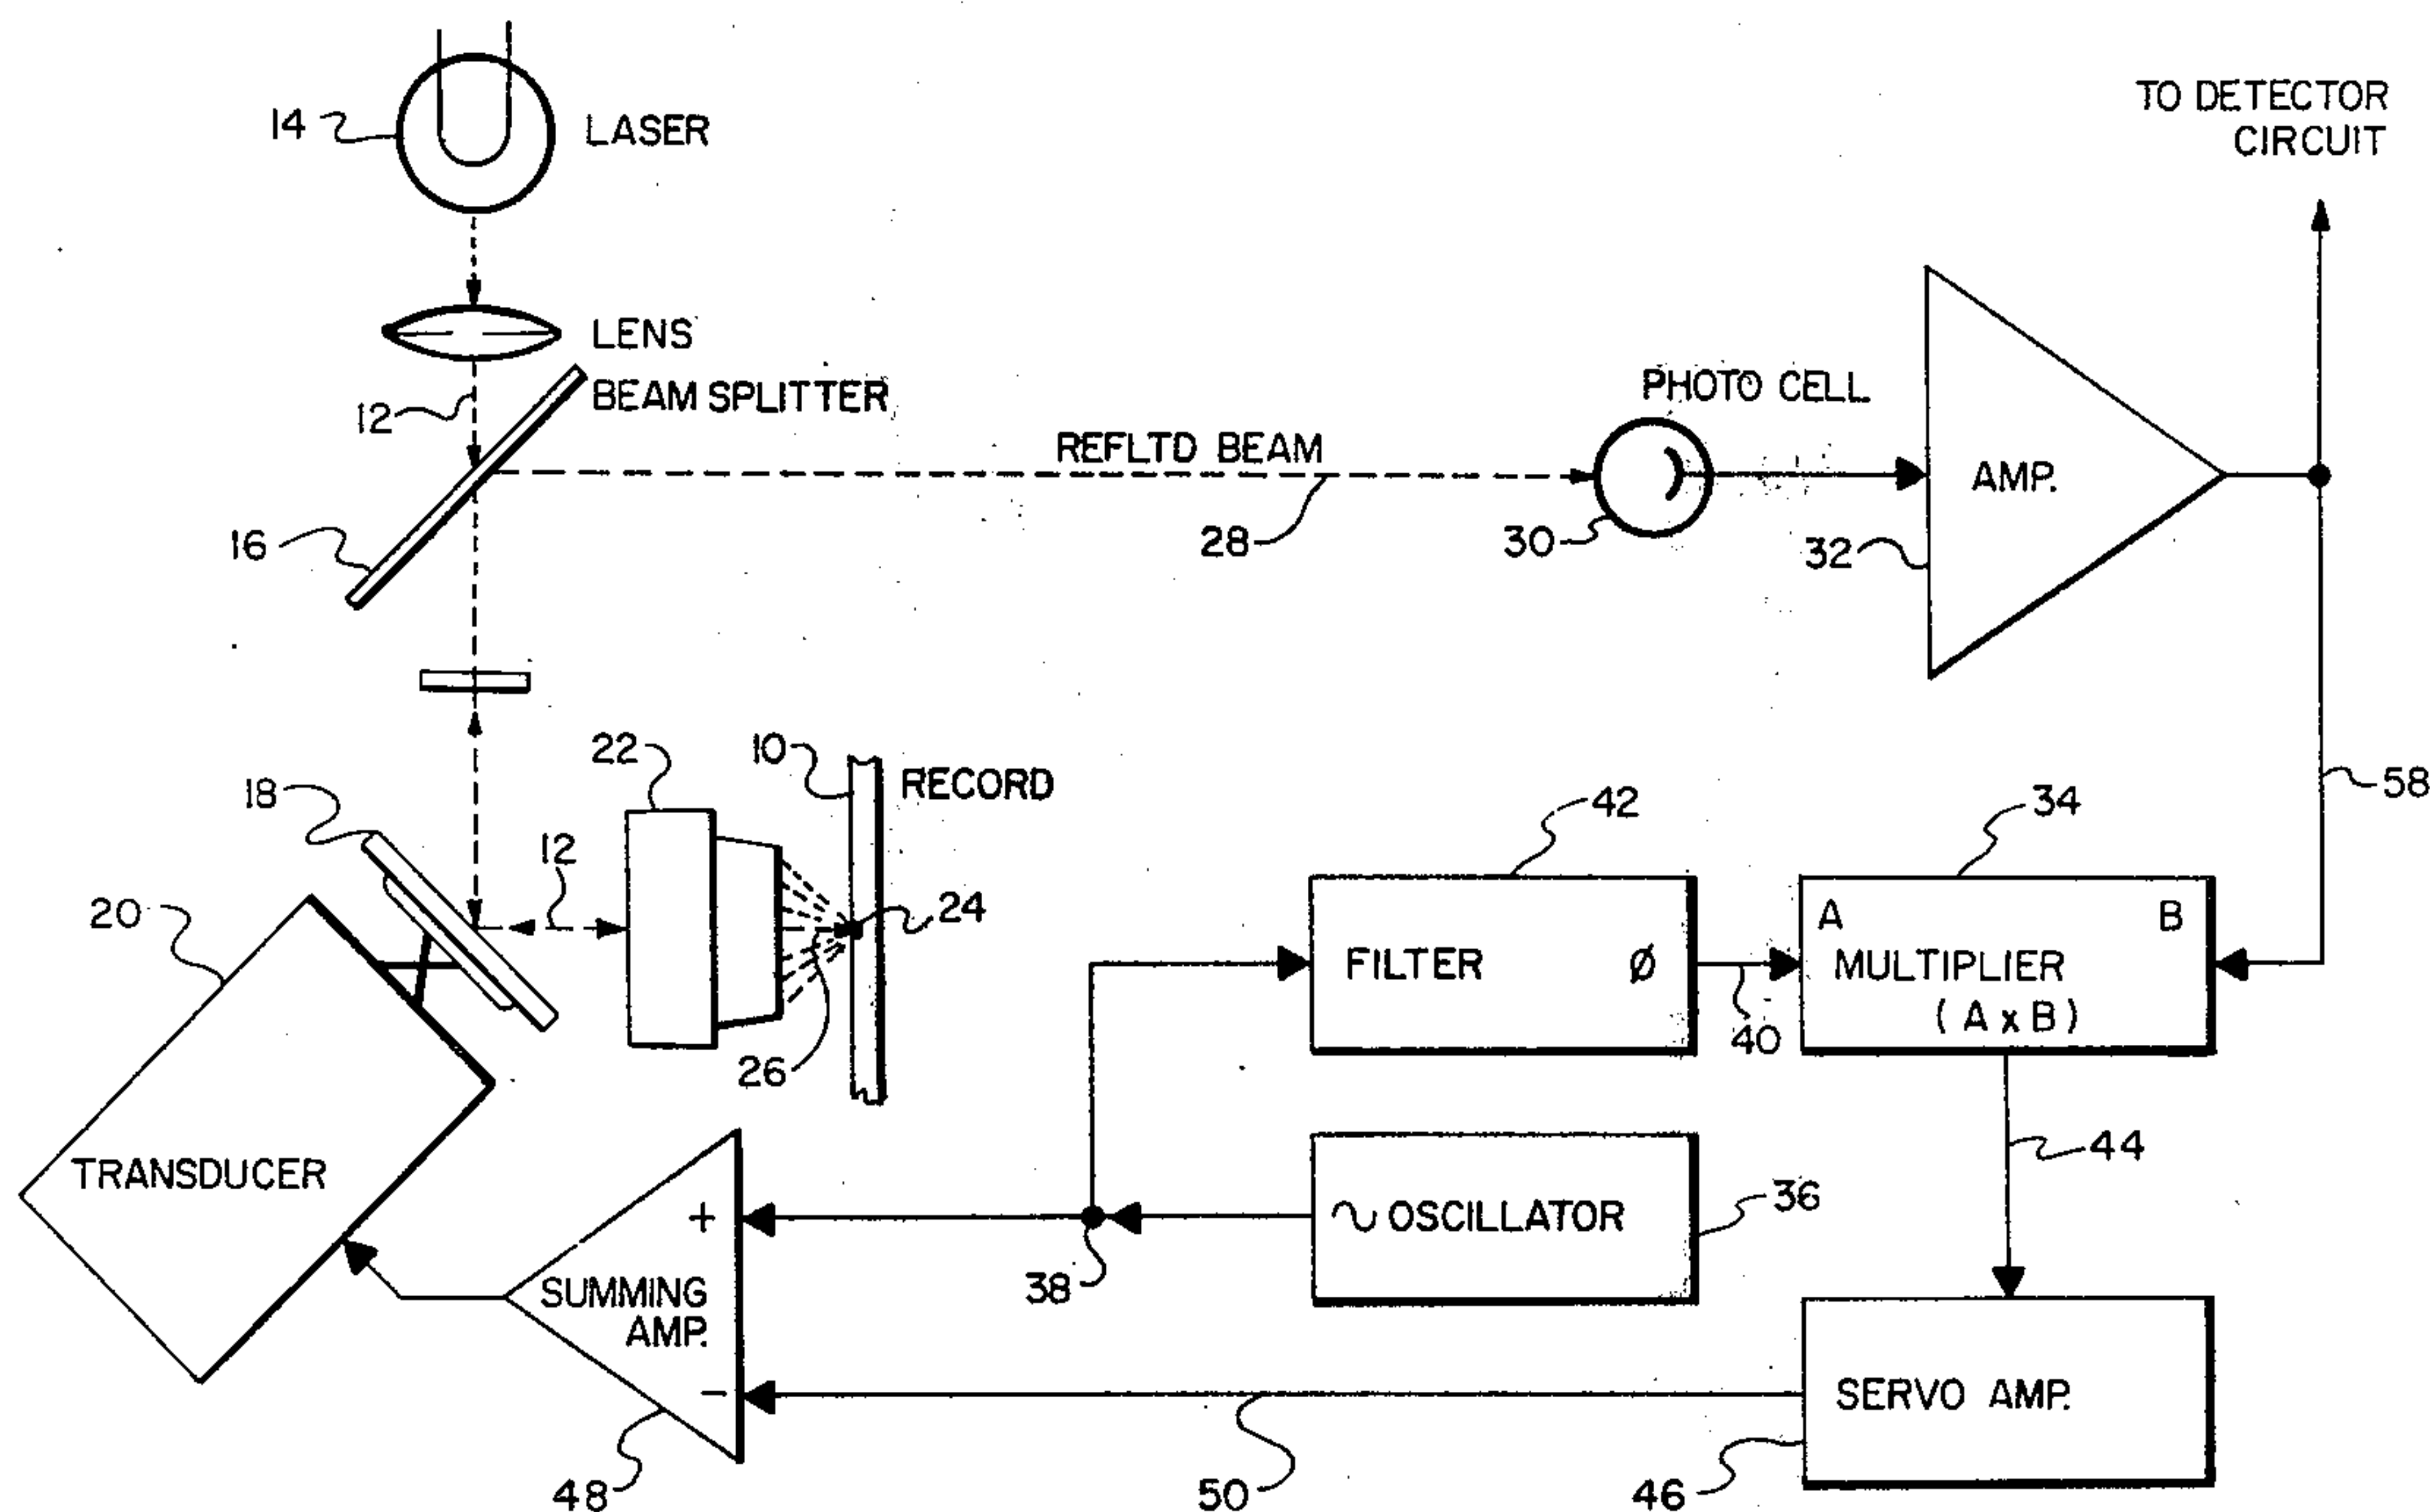 14
LASER
TO DETECTOR
CIRCUIT
LENS
12
BEAM SPLITTER
PHOTO CELL
REFLTD BEAM
AMP.
16
28
30
32
22
10
RECORD
58
18
12
42
34
20
24
A
B
FILTER
Ø
MULTIPLIER
(A x B)
40
26
TRANSDUCER
44
+
~ OSCILLATOR
36
38
SUMMING
AMP.
−
SERVO AMP.
48
50
46